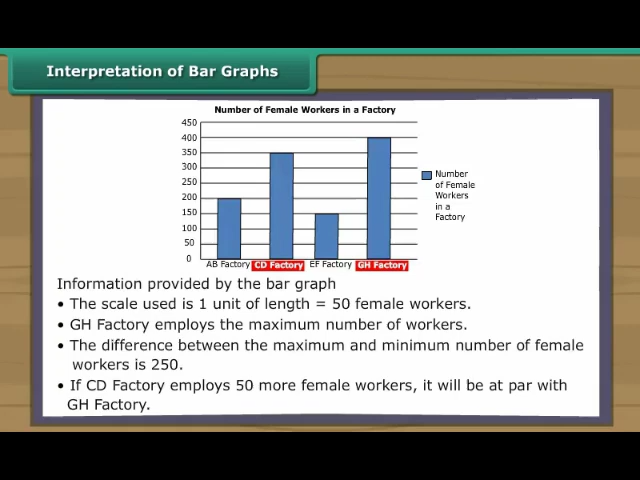 Interpretation of Bar Graphs
Number of Female Workers in a Factory
450
400
350
300
250
200
150
100
50
0
AB Factory CD Factory EF Factory GH Factory
Number
of Female
Workers
in a
Factory
Information provided by the bar graph
• The scale used is 1 unit of length = 50 female workers.
• GH Factory employs the maximum number of workers.
• The difference between the maximum and minimum number of female
workers is 250.
• If CD Factory employs 50 more female workers, it will be at par with
GH Factory.